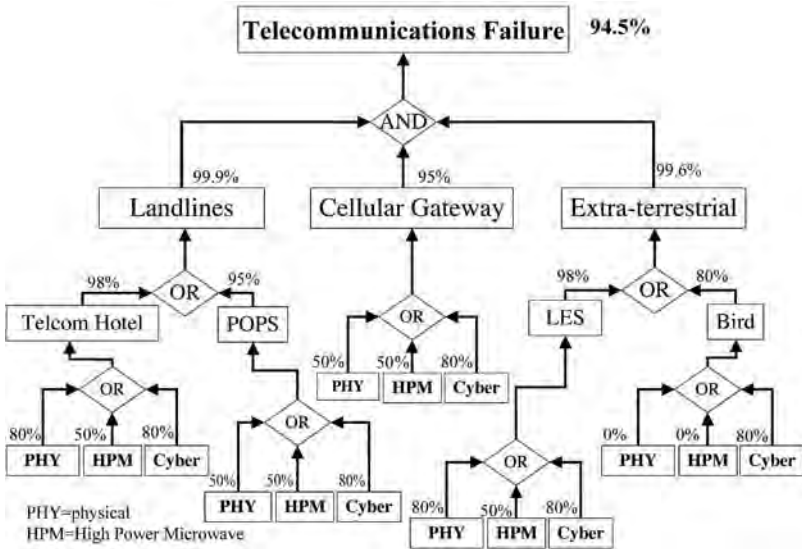 Telecommunications Failure 94.5%
AND
99.9% 95% 99.6%
Landlines Cellular Gateway Extra-terrestrial
98% OR 95% 98% OR 80%
Telcom Hotel POPS OR LES Bird
50% 50% 80%
PHY HPM Cyber
OR OR
80% 50% 80% OR 0% 0% 80%
PHY HPM Cyber PHY HPM Cyber
OR
50% 50% 80% 80% 50% 80%
PHY HPM Cyber PHY HPM Cyber
PHY=physical
HPM=High Power Microwave